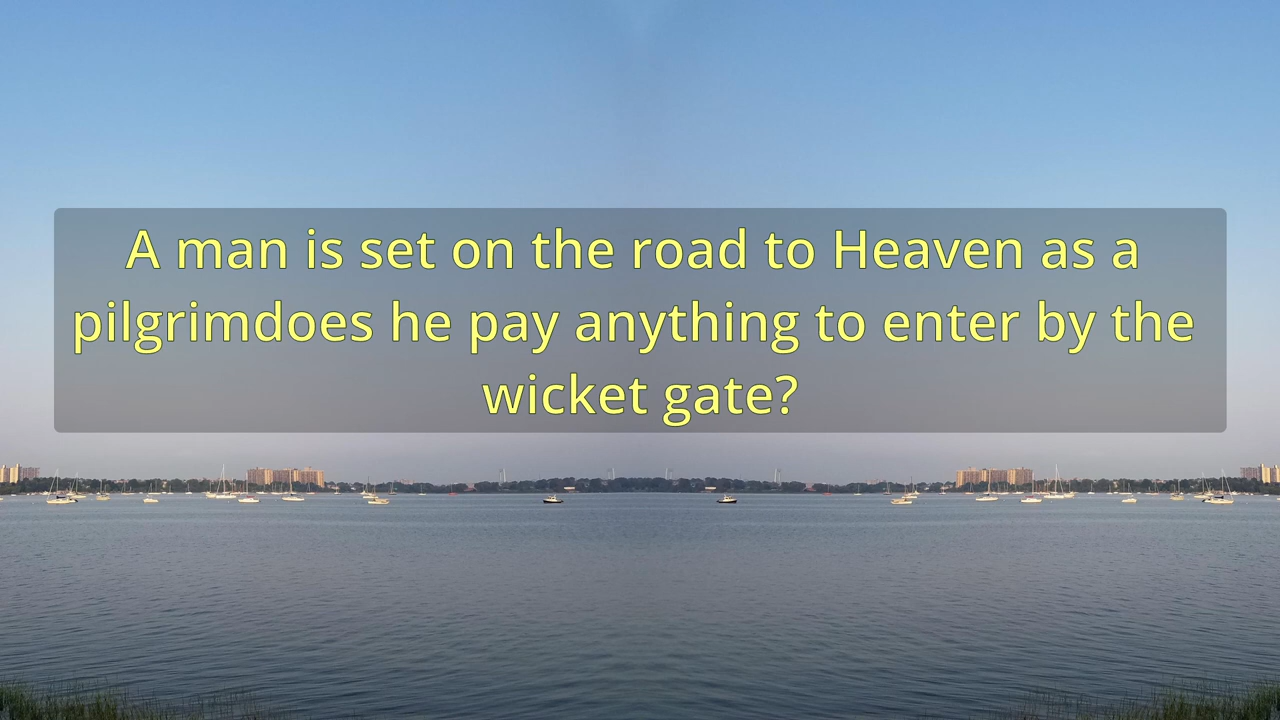 A man is set on the road to Heaven as a
pilgrimdoes he pay anything to enter by the
wicket gate?